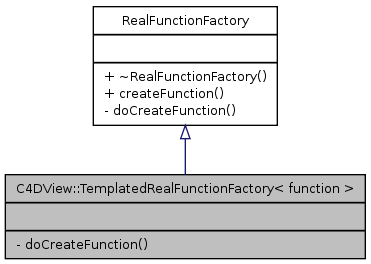 RealFunctionFactory
+ ~RealFunctionFactory()
+ createFunction()
- doCreateFunction()
C4DView::TemplatedRealFunctionFactory< function >
- doCreateFunction()